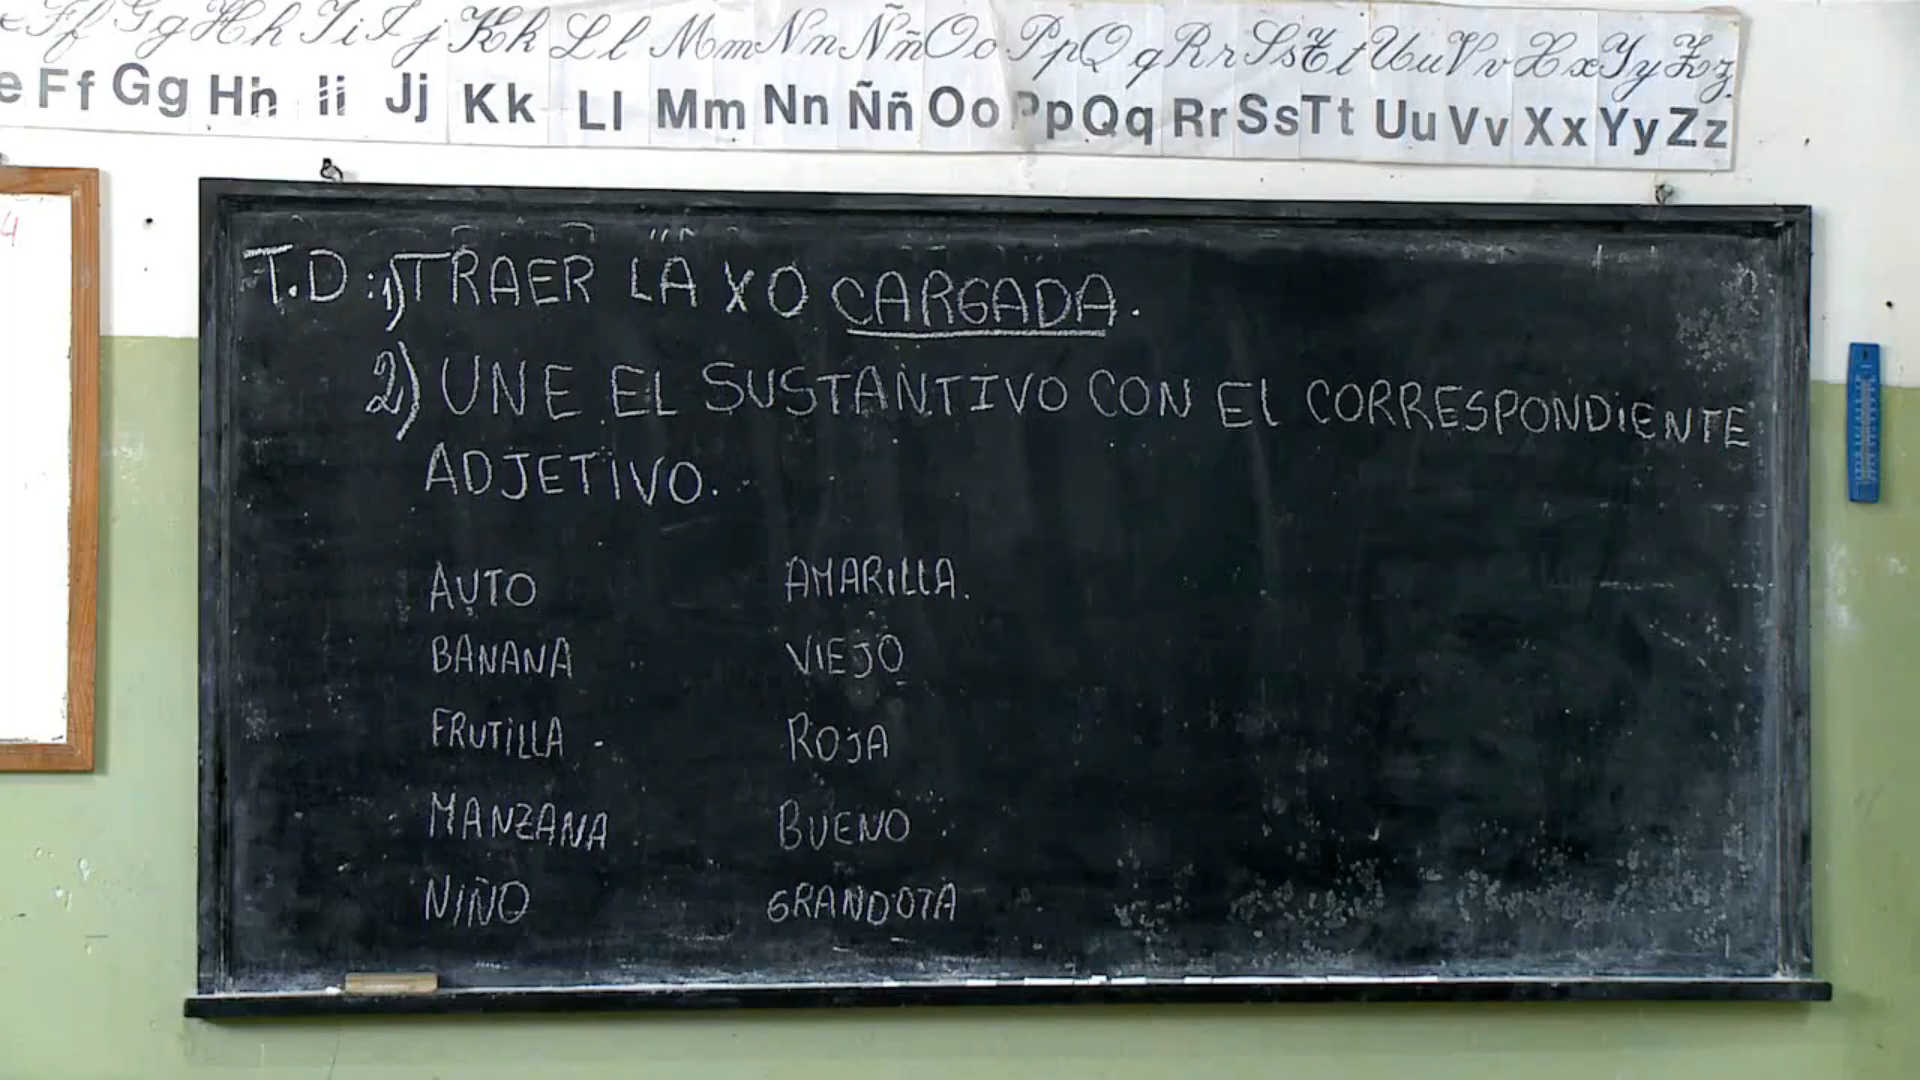 Ff Gg Hh Ii Jj Kk Ll Mm Nn Ññ Oo Pp Qq Rr Ss Tt Uu Vv Xx Yy Zz
e Ff Gg Hh Ii Jj Kk Ll Mm Nn Ññ Oo Pp Qq Rr Ss Tt Uu Vv Xx Yy Zz
4
T.D: 1) TRAER LA XO CARGADA.
2) UNE EL SUSTANTIVO CON El CORRESPONDiENTE
ADJETIVO.
AUTO AMARiLLA.
BANANA VIEJO
FRUTiLLA ROJA
MANZANA BUENO
NIÑO GRANDOTA